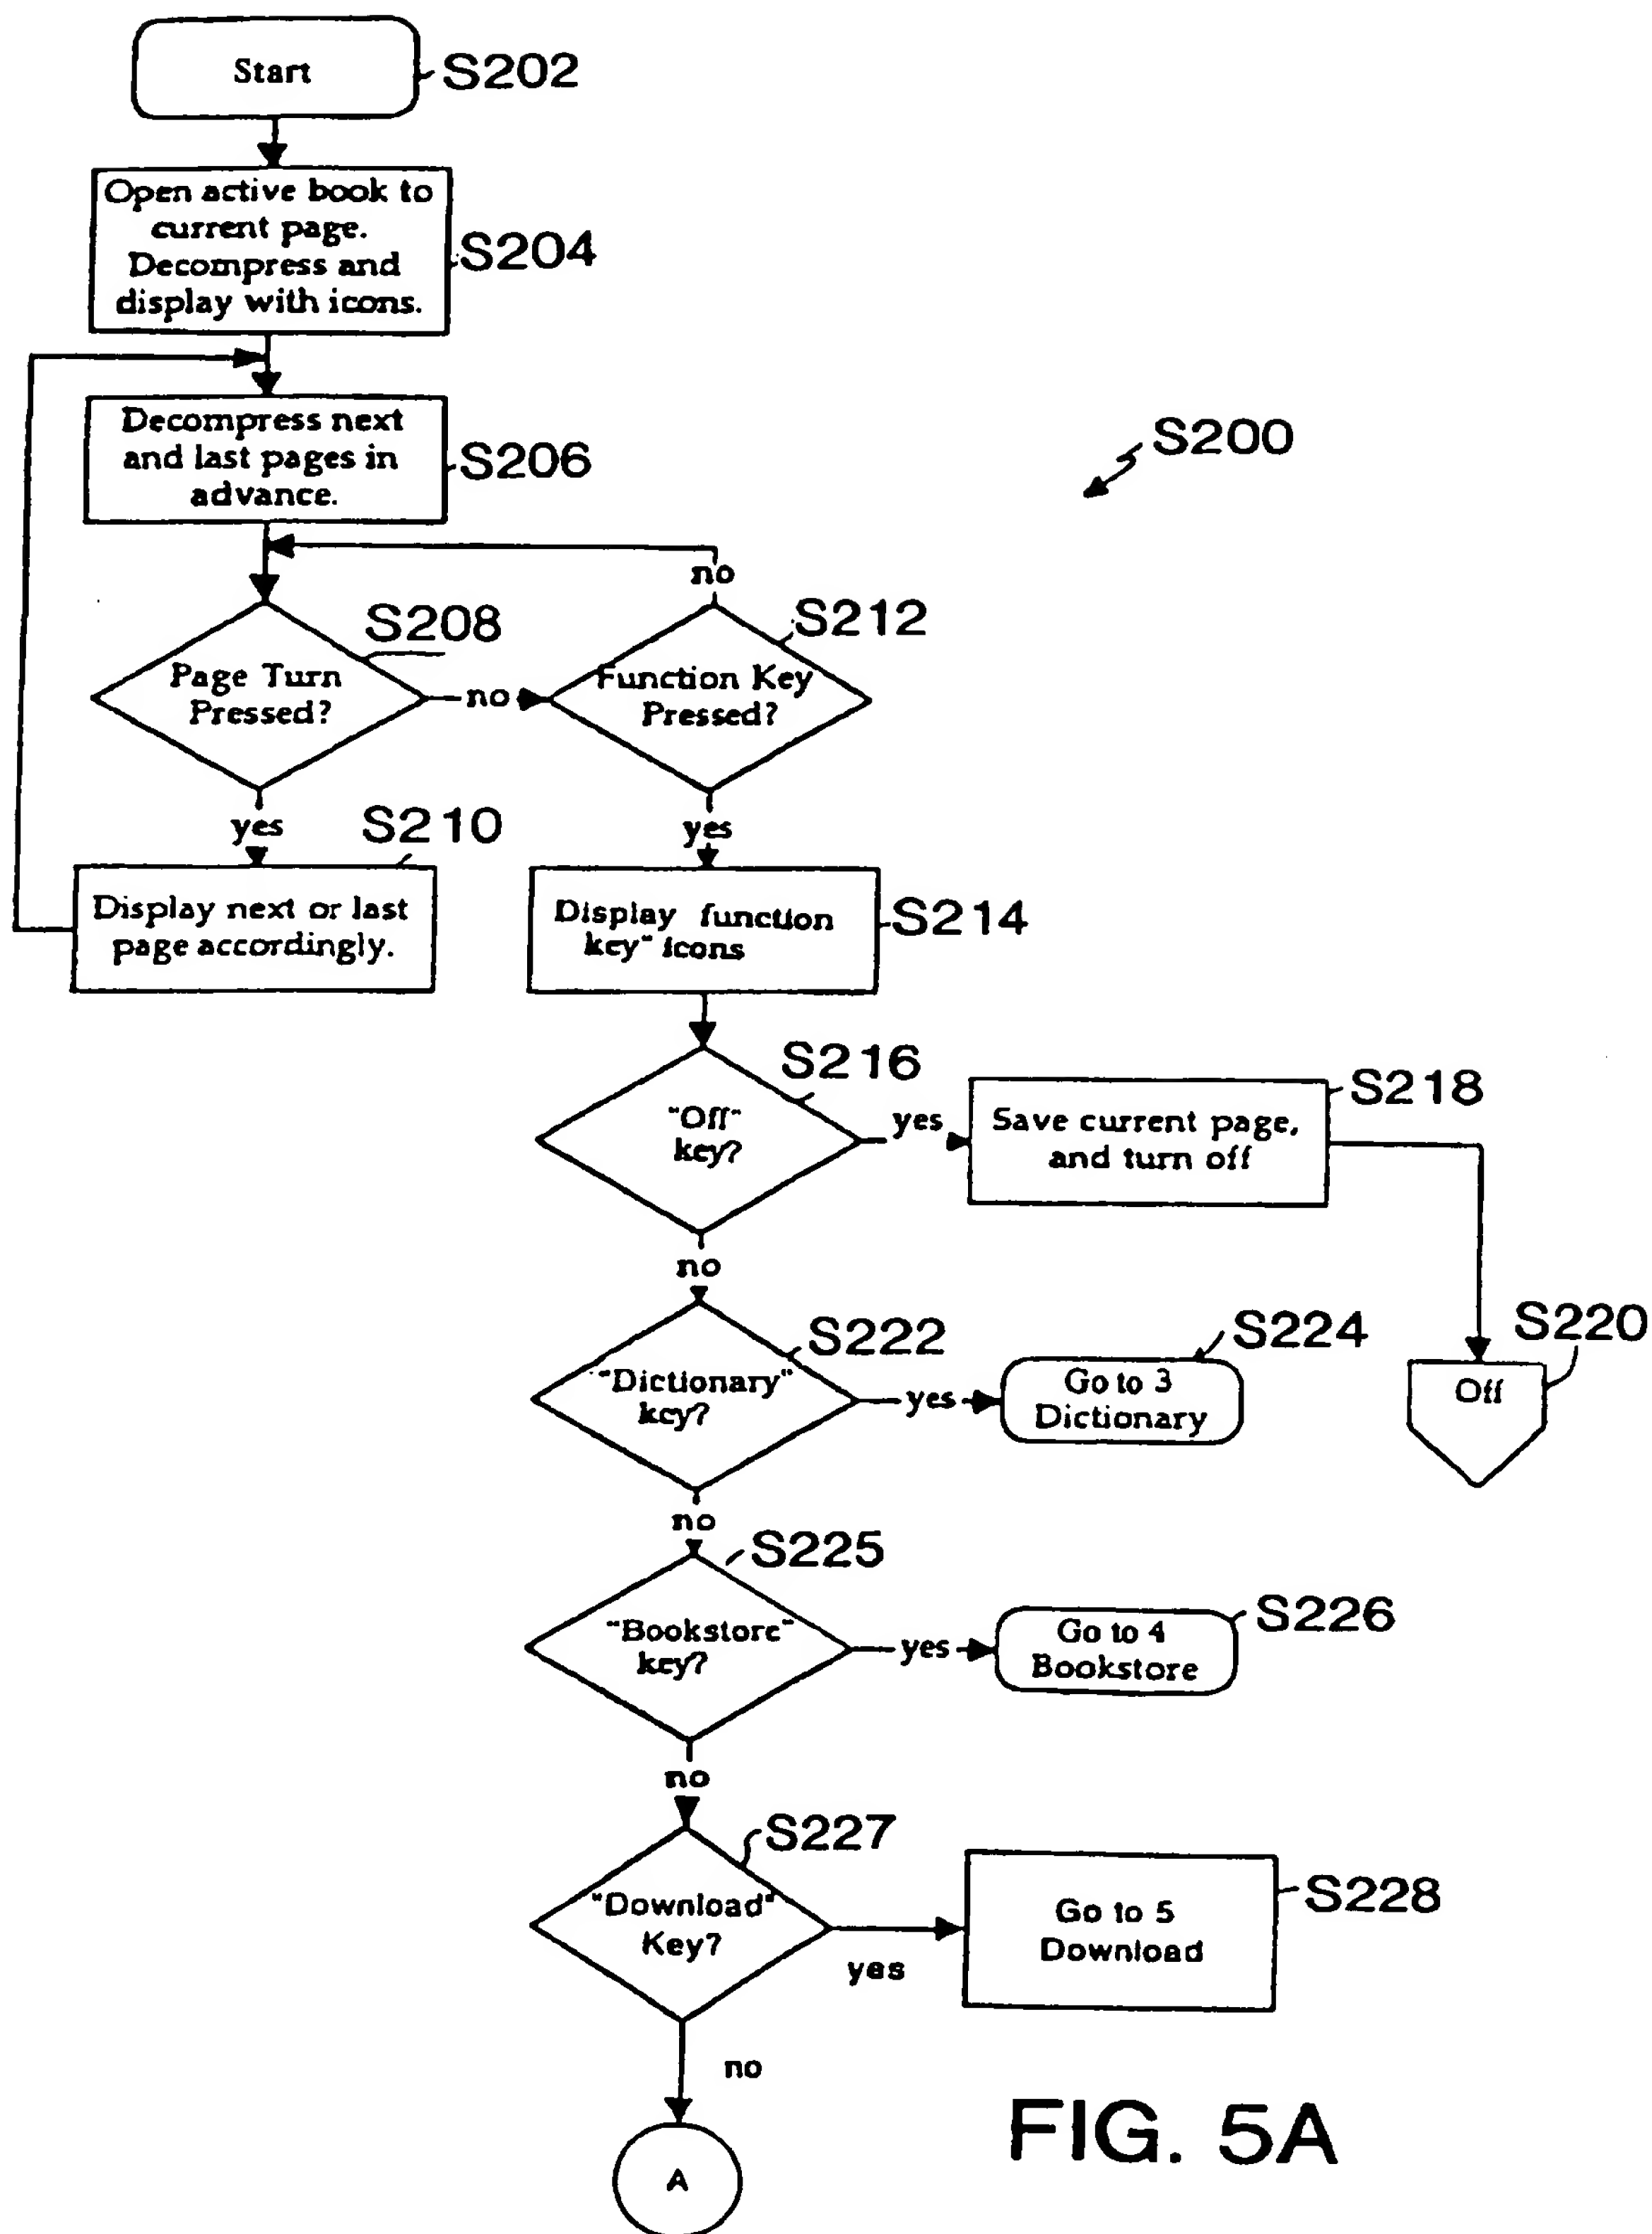 Start
S202
Open active book to
current page.
Decompress and
display with icons.
S204
Decompress next
and last pages in
advance.
S206
S200
no
S208
S212
Page Turn
Pressed?
no
Function Key
Pressed?
yes
S210
yes
Display next or last
page accordingly.
Display function
key" icons
S214
S216
S218
"Off"
key?
yes
Save current page,
and turn off
no
S222
S224
S220
"Dictionary"
key?
yes
Go to 3
Dictionary
Off
no
S225
S226
"Bookstore"
key?
yes
Go to 4
Bookstore
no
S227
"Download"
Key?
yes
Go to 5
Download
S228
no
A
FIG. 5A